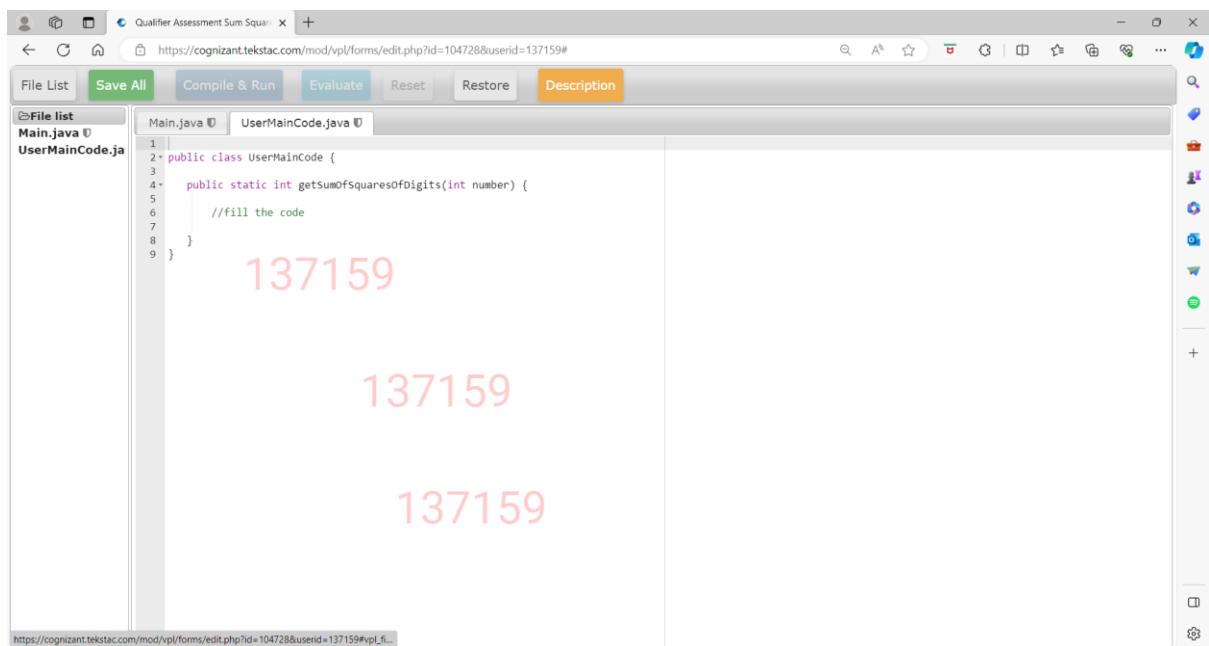 Qualifier Assessment Sum Squar
https://cognizant.tekstac.com/mod/vpl/forms/edit.php?id=104728&userid=137159#
File List Save All Compile & Run Evaluate Reset Restore Description
File list
Main.java
UserMainCode.ja
Main.java UserMainCode.java
1
2 public class UserMainCode {
3
4 public static int getSumOfSquaresOfDigits(int number) {
5
6 //fill the code
7
8 }
9 }
137159
137159
137159
https://cognizant.tekstac.com/mod/vpl/forms/edit.php?id=104728&userid=137159#vpl_fi...